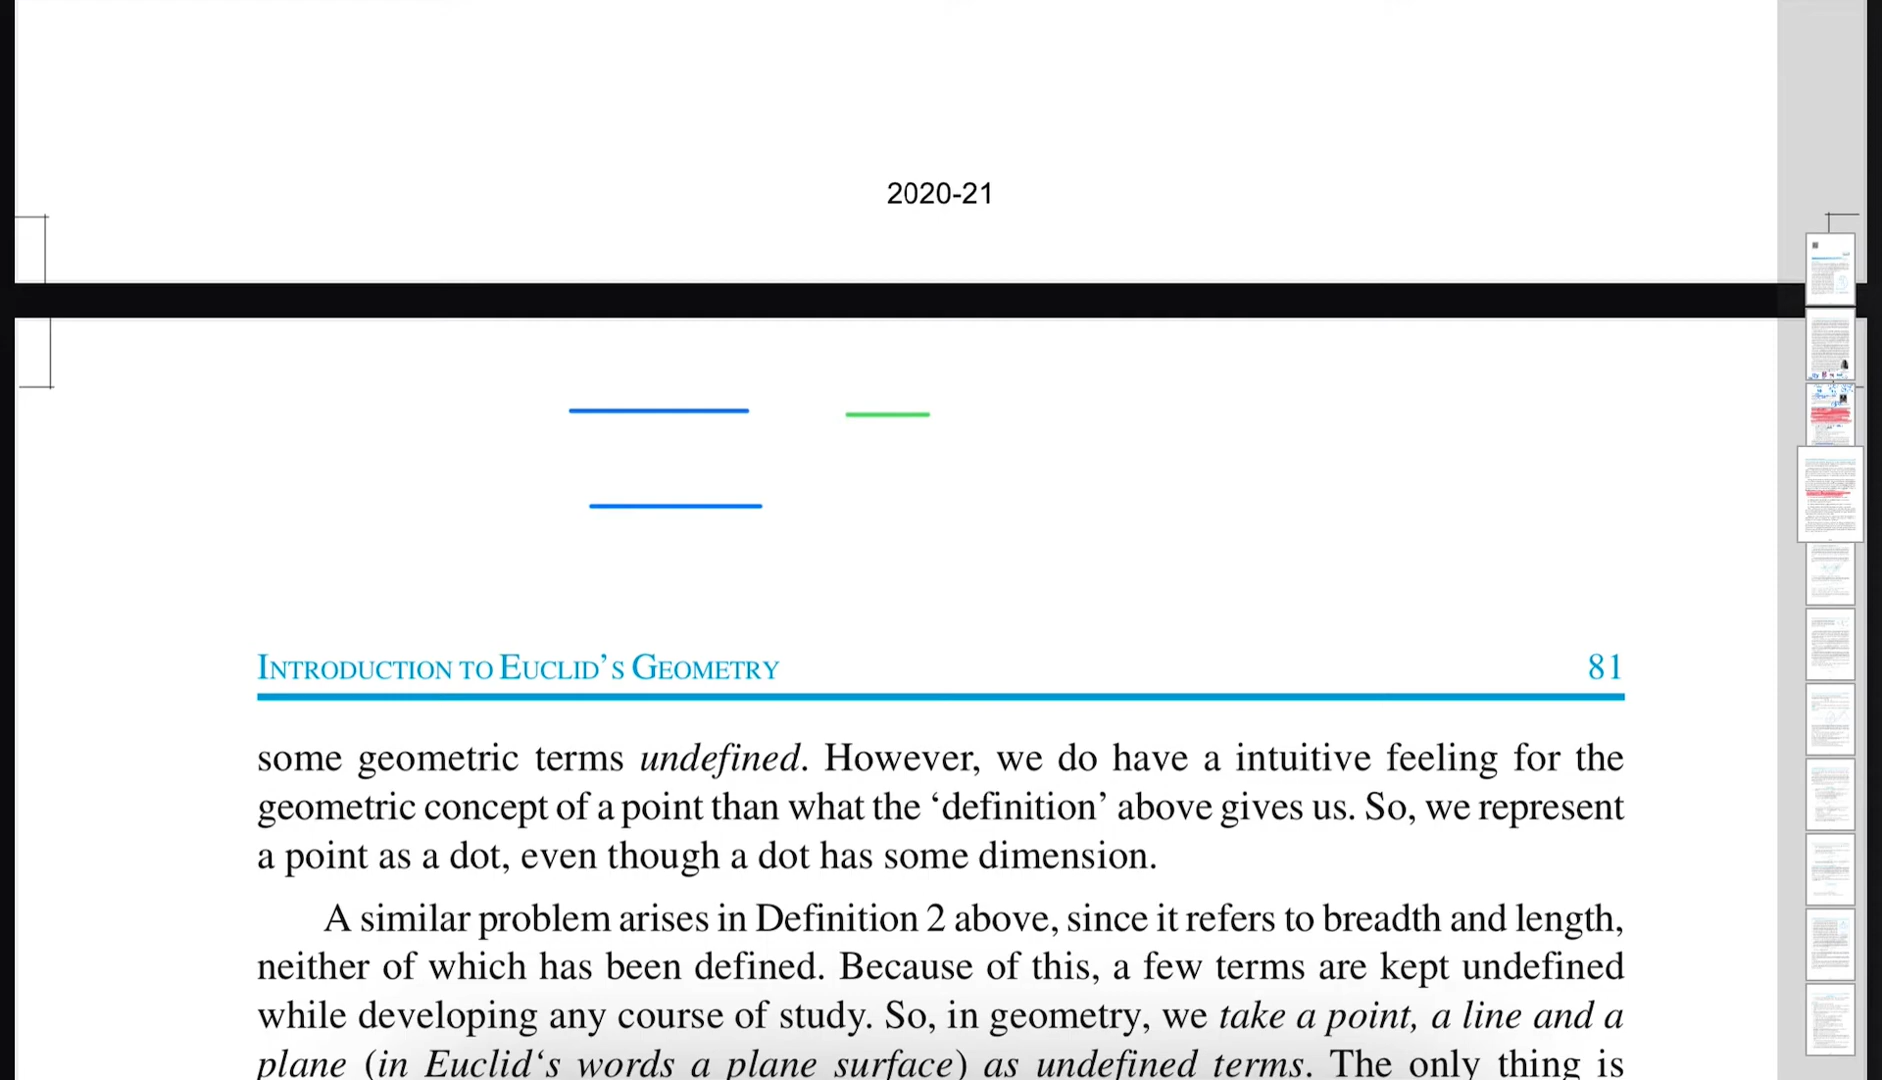 2020-21
INTRODUCTION TO EUCLID’S GEOMETRY 81
some geometric terms undefined. However, we do have a intuitive feeling for the
geometric concept of a point than what the ‘definition’ above gives us. So, we represent
a point as a dot, even though a dot has some dimension.
A similar problem arises in Definition 2 above, since it refers to breadth and length,
neither of which has been defined. Because of this, a few terms are kept undefined
while developing any course of study. So, in geometry, we take a point, a line and a
plane (in Euclid‘s words a plane surface) as undefined terms. The only thing is